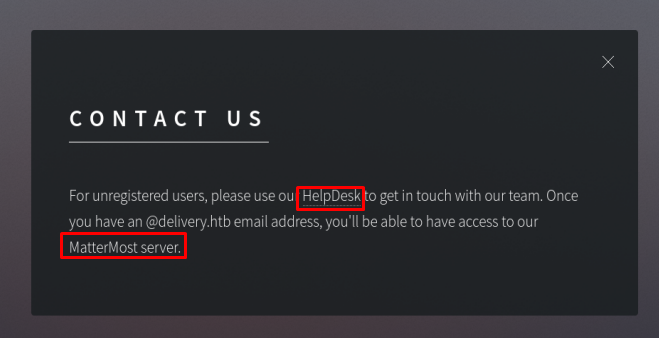 CONTACT US
For unregistered users, please use our HelpDesk to get in touch with our team. Once
you have an @delivery.htb email address, you'll be able to have access to our
MatterMost server.